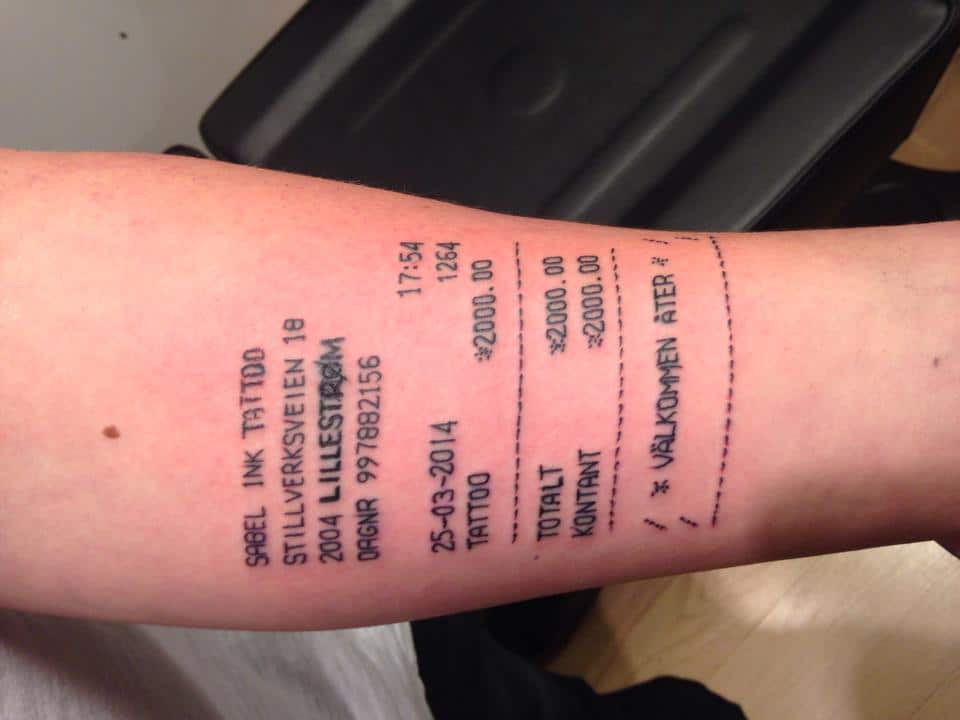 SABEL INK TATTOO
STILLVERKSVEIEN 18
2004 LILLESTRØM
ORGNR 997882156
25-03-2014 17:54
1264
TATTOO *2000.00
TOTALT *2000.00
KONTANT *2000.00
/ * VÄLKOMMEN ÅTER * /
/ /